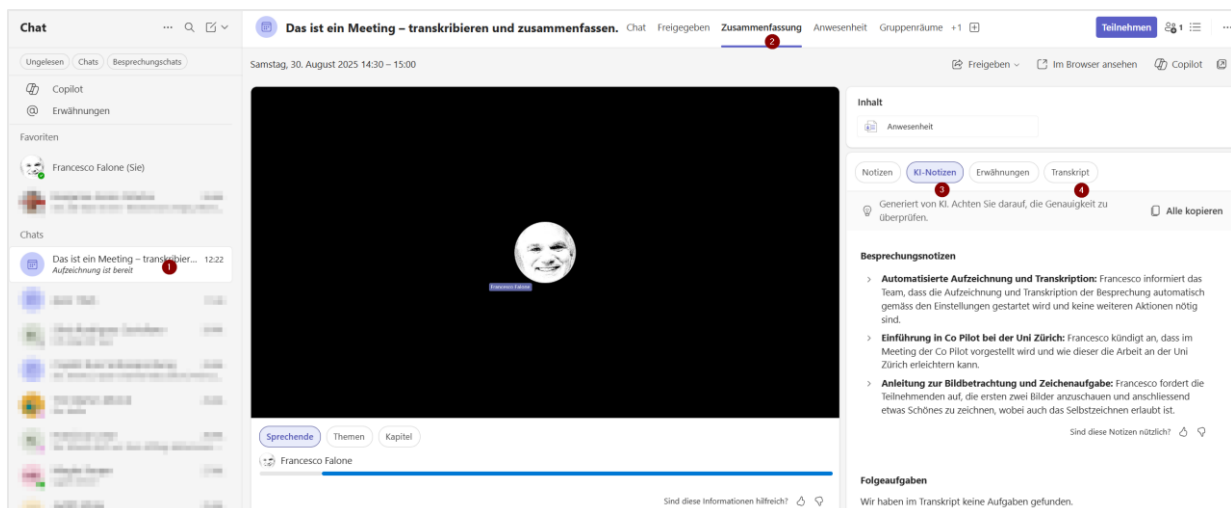 Chat
Das ist ein Meeting – transkribieren und zusammenfassen. Chat Freigegeben Zusammenfassung Anwesenheit Gruppenräume +1 Teilnehmen 1
2
Ungelesen Chats Besprechungschats
Samstag, 30. August 2025 14:30 – 15:00 Freigeben Im Browser ansehen Copilot
Copilot
Erwähnungen
Favoriten
Francesco Falone (Sie)
Chats
Das ist ein Meeting – transkribier... 12:22
Aufzeichnung ist bereit
1
Francesco Falone
Sprechende Themen Kapitel
Francesco Falone
Sind diese Informationen hilfreich?
Inhalt
Anwesenheit
Notizen KI-Notizen Erwähnungen Transkript
3 4
Generiert von KI. Achten Sie darauf, die Genauigkeit zu
überprüfen.
Alle kopieren
Besprechungsnotizen
Automatisierte Aufzeichnung und Transkription: Francesco informiert das
Team, dass die Aufzeichnung und Transkription der Besprechung automatisch
gemäss den Einstellungen gestartet wird und keine weiteren Aktionen nötig
sind.
Einführung in Co Pilot bei der Uni Zürich: Francesco kündigt an, dass im
Meeting der Co Pilot vorgestellt wird und wie dieser die Arbeit an der Uni
Zürich erleichtern kann.
Anleitung zur Bildbetrachtung und Zeichenaufgabe: Francesco fordert die
Teilnehmenden auf, die ersten zwei Bilder anzuschauen und anschliessend
etwas Schönes zu zeichnen, wobei auch das Selbstzeichnen erlaubt ist.
Sind diese Notizen nützlich?
Folgeaufgaben
Wir haben im Transkript keine Aufgaben gefunden.